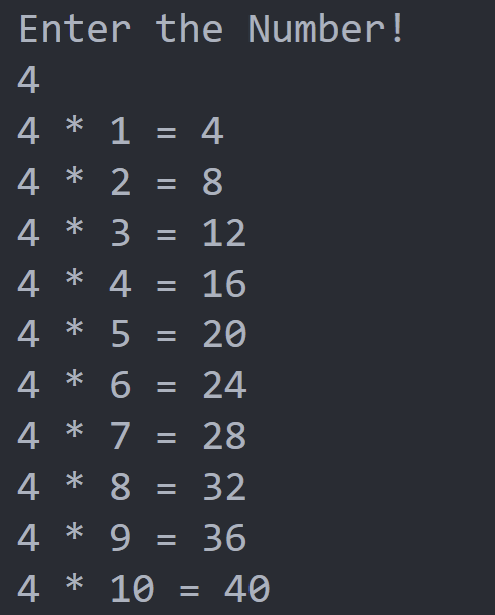 Enter the Number!
4
4 * 1 = 4
4 * 2 = 8
4 * 3 = 12
4 * 4 = 16
4 * 5 = 20
4 * 6 = 24
4 * 7 = 28
4 * 8 = 32
4 * 9 = 36
4 * 10 = 40